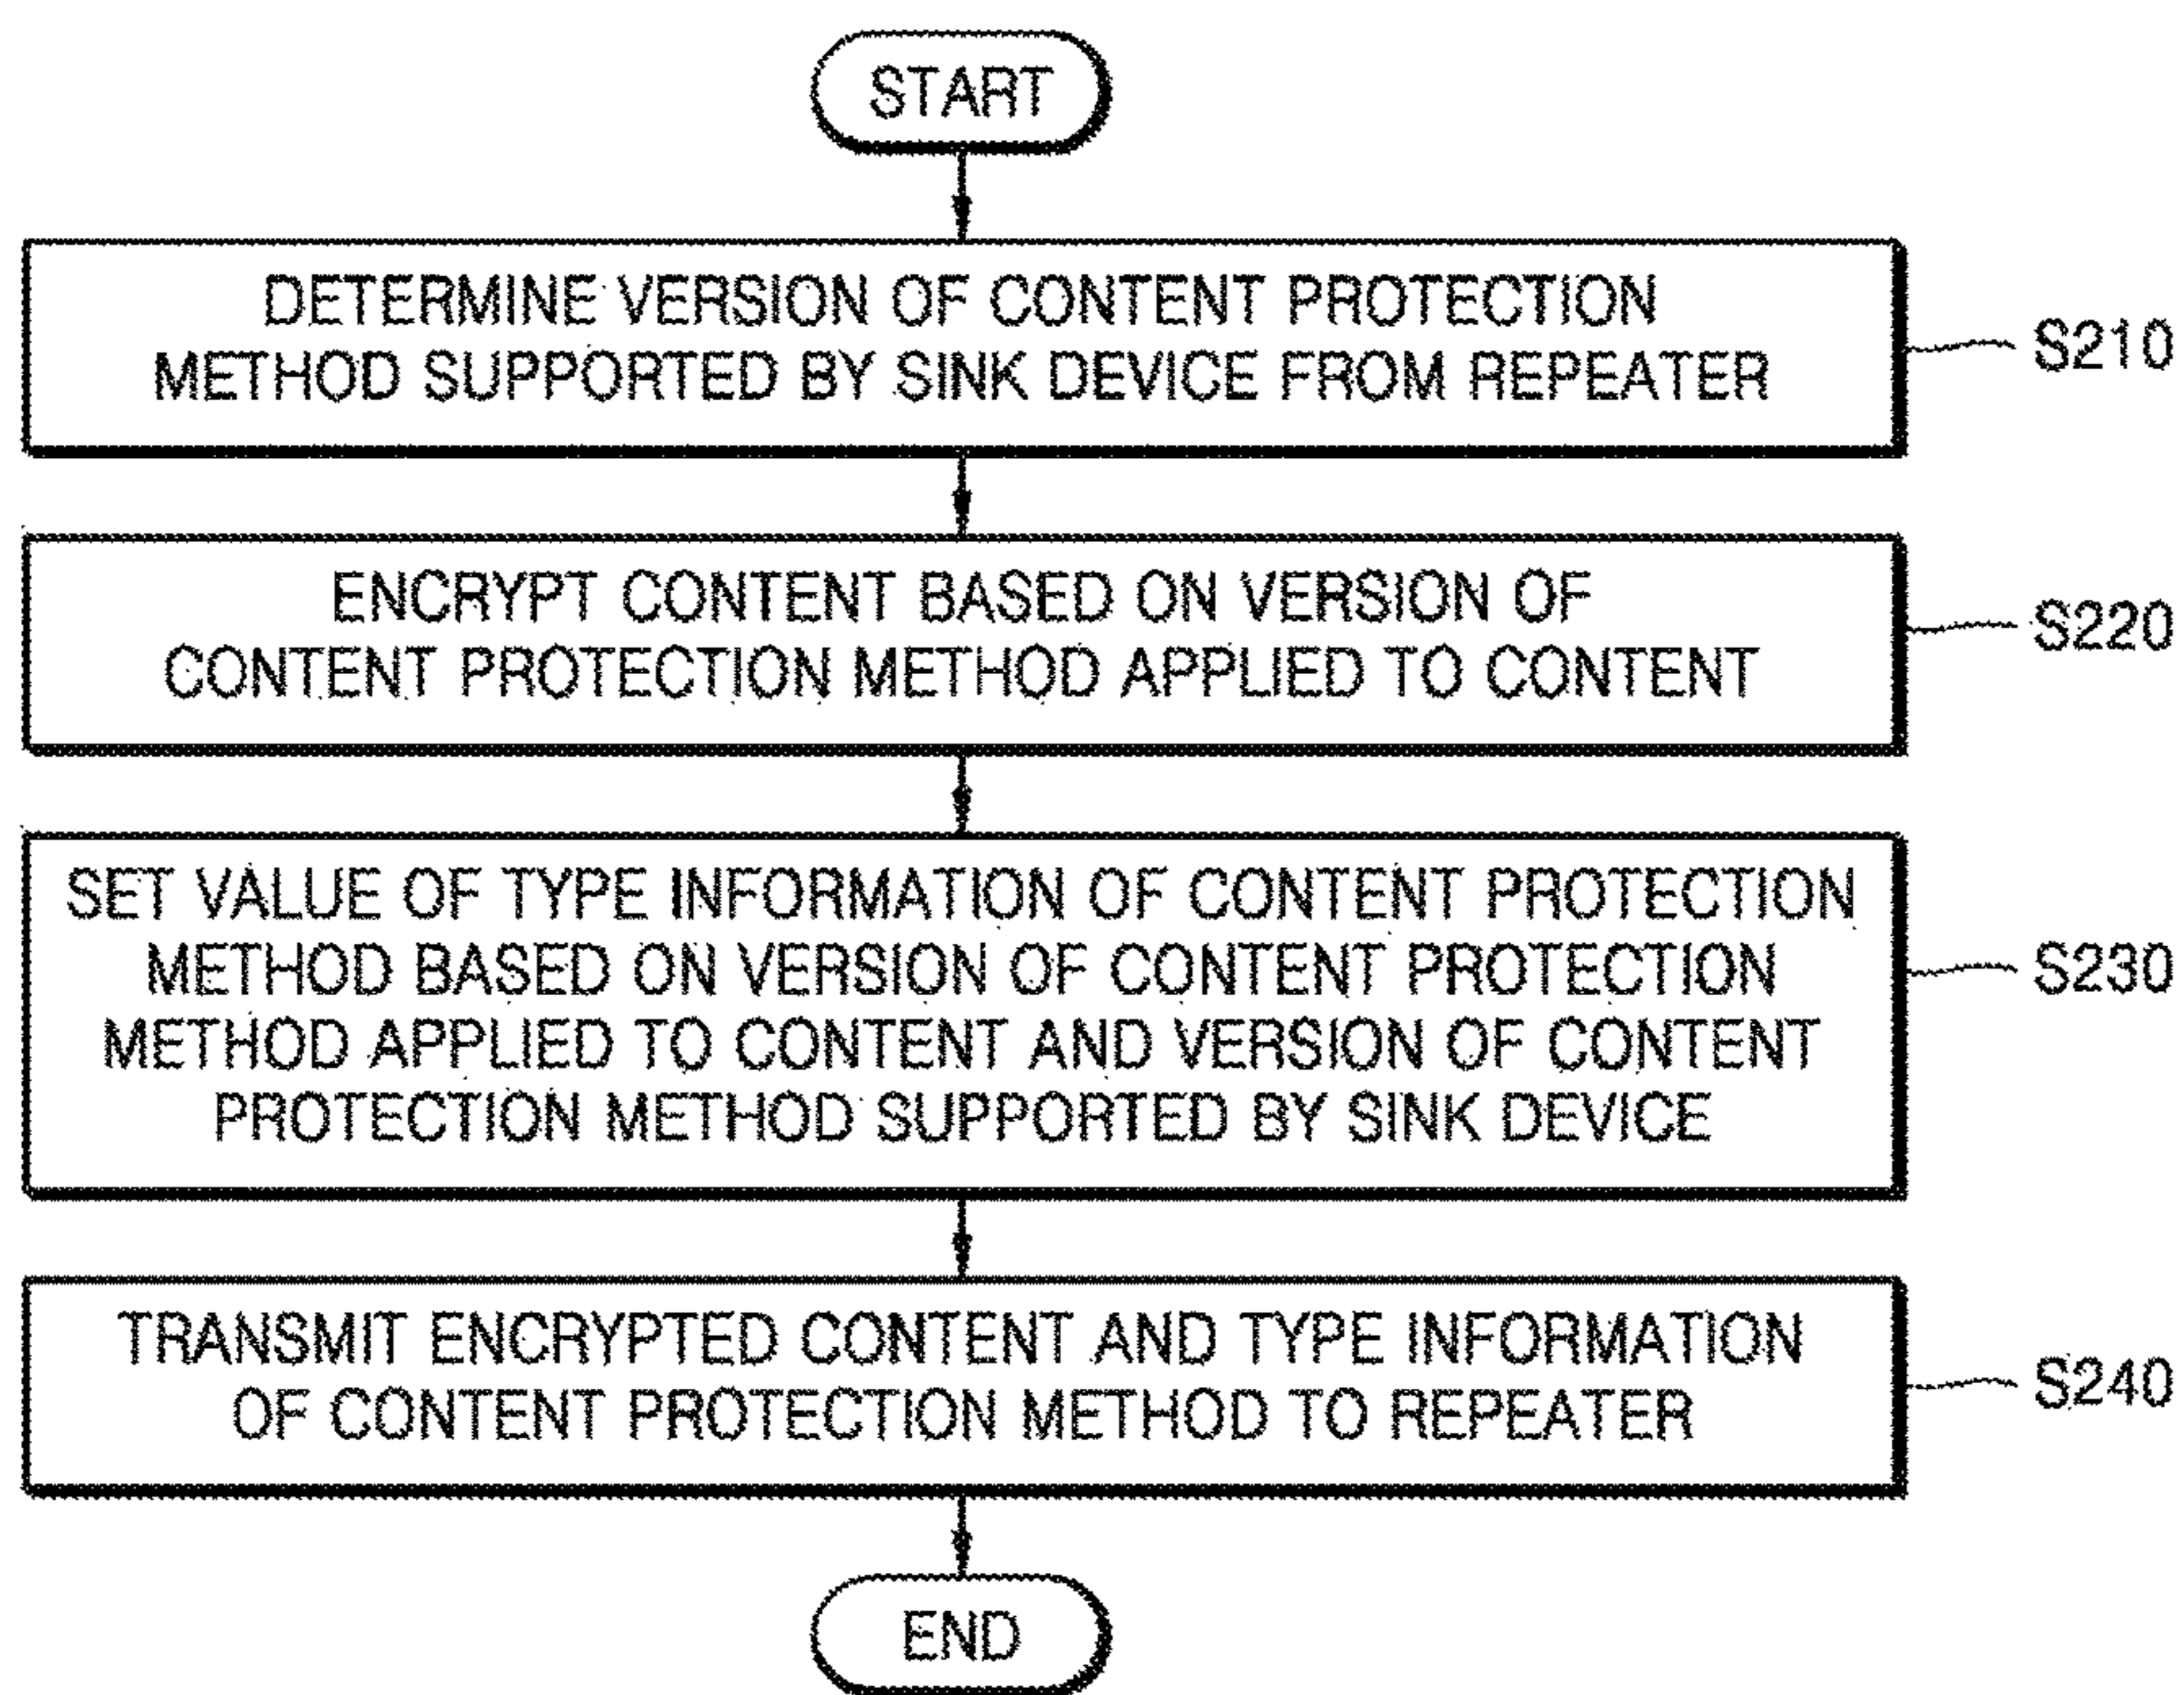 START
DETERMINE VERSION OF CONTENT PROTECTION
METHOD SUPPORTED BY SINK DEVICE FROM REPEATER
S210
ENCRYPT CONTENT BASED ON VERSION OF
CONTENT PROTECTION METHOD APPLIED TO CONTENT
S220
SET VALUE OF TYPE INFORMATION OF CONTENT PROTECTION
METHOD BASED ON VERSION OF CONTENT PROTECTION
METHOD APPLIED TO CONTENT AND VERSION OF CONTENT
PROTECTION METHOD SUPPORTED BY SINK DEVICE
S230
TRANSMIT ENCRYPTED CONTENT AND TYPE INFORMATION
OF CONTENT PROTECTION METHOD TO REPEATER
S240
END